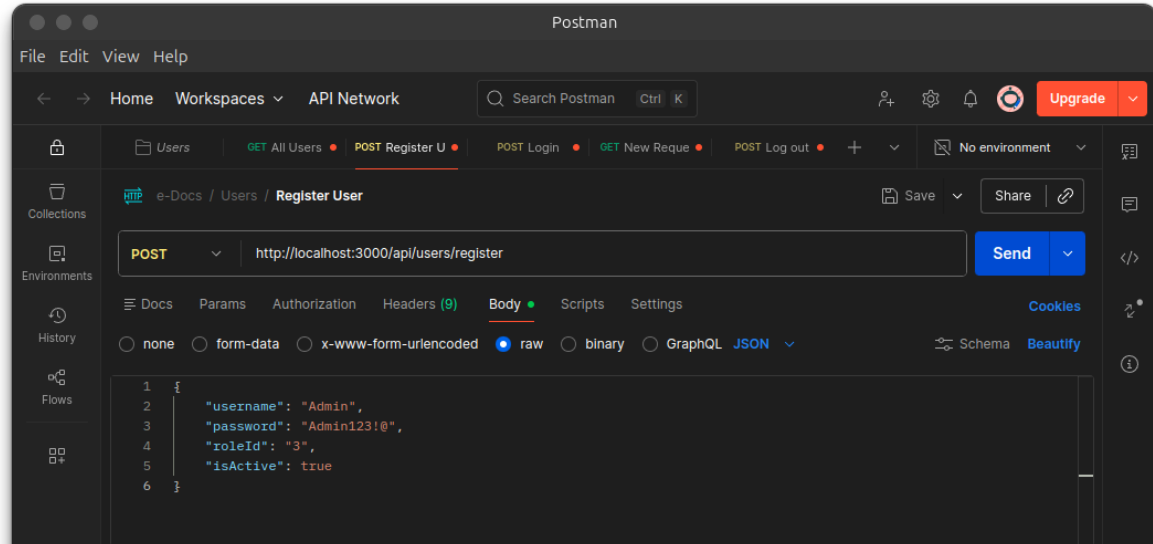 Postman
File Edit View Help
Home Workspaces API Network Search Postman Ctrl K Upgrade
Users GET All Users POST Register U POST Login GET New Reque POST Log out No environment
HTTP e-Docs / Users / Register User Save Share
Collections
POST http://localhost:3000/api/users/register Send
Environments
Docs Params Authorization Headers (9) Body Scripts Settings Cookies
History
none form-data x-www-form-urlencoded raw binary GraphQL JSON Schema Beautify
Flows
1 {
2 "username": "Admin",
3 "password": "Admin123!@",
4 "roleId": "3",
5 "isActive": true
6 }